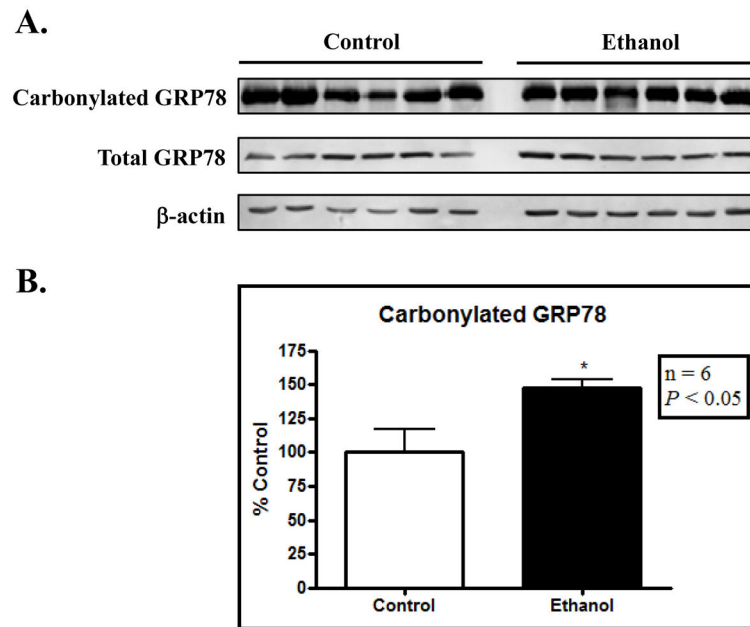 A.
Control Ethanol
Carbonylated GRP78
Total GRP78
β-actin
B.
Carbonylated GRP78
175
150
125
100
75
50
25
0
% Control
*
n = 6
P < 0.05
Control Ethanol